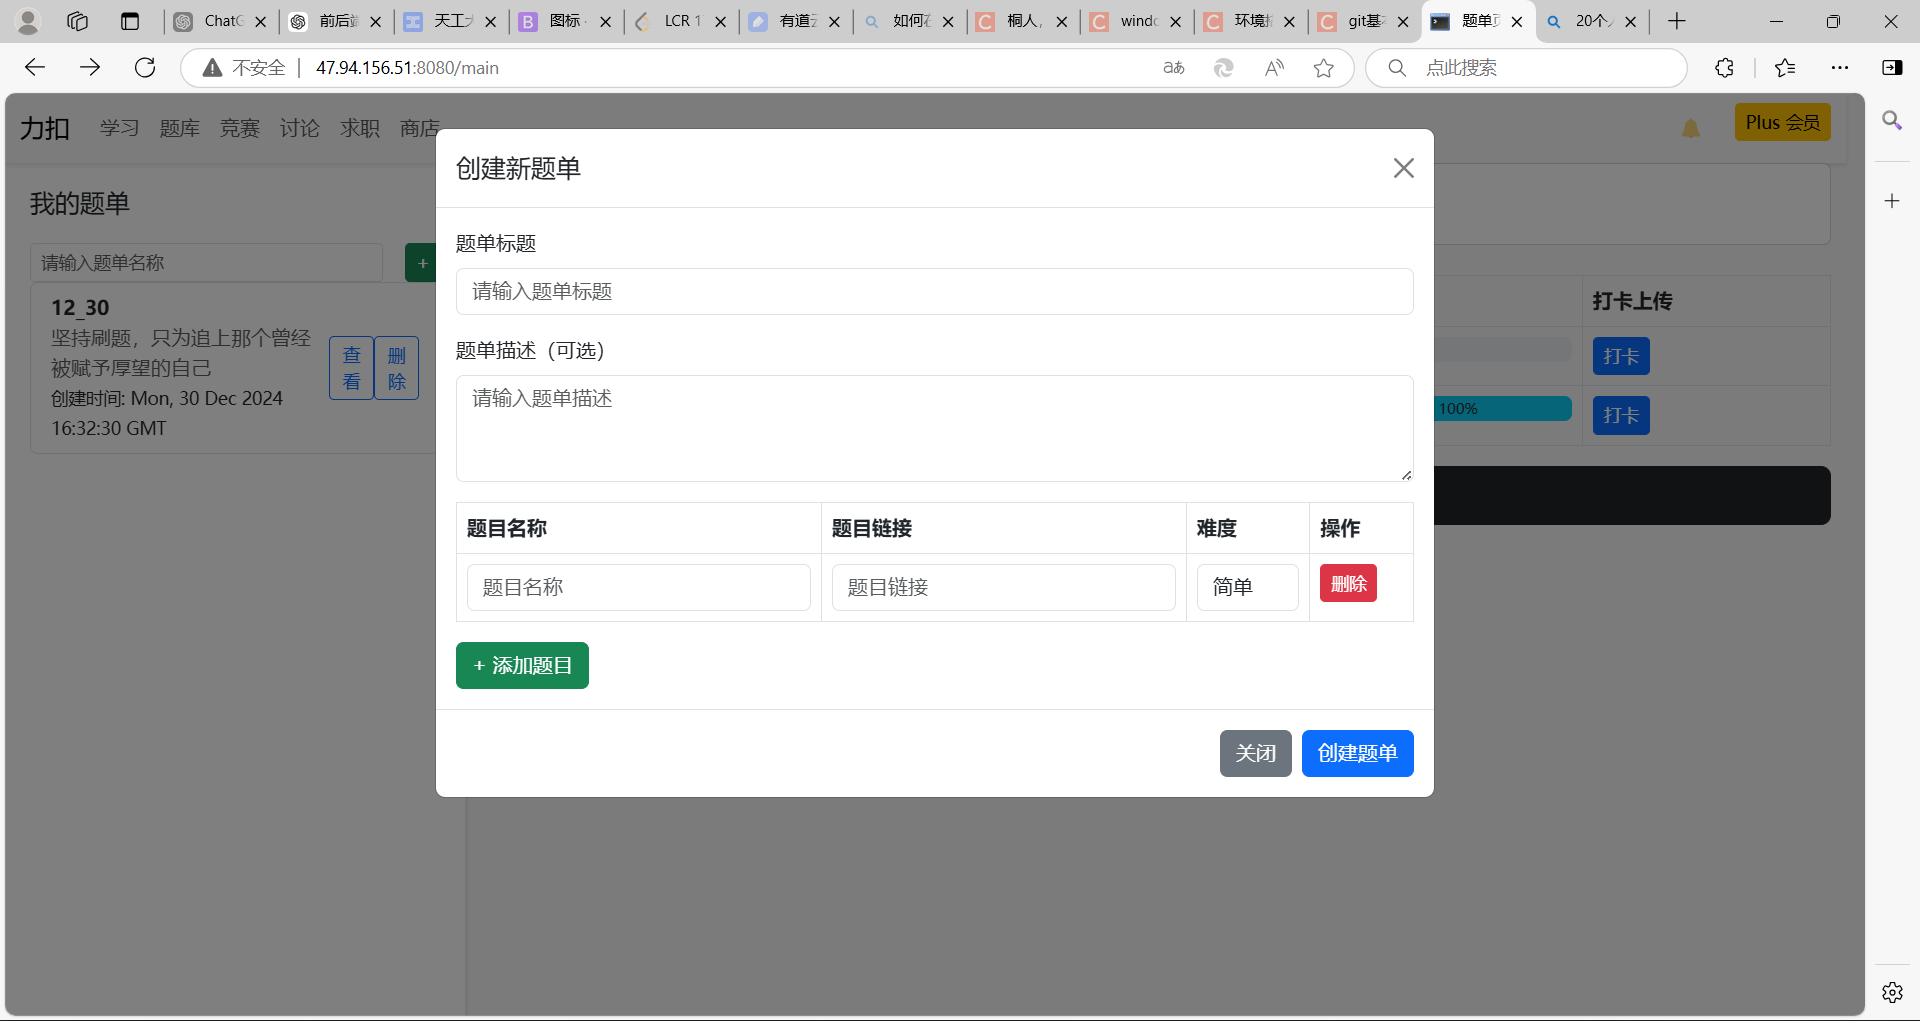 ChatG
前后
天工
图标
LCR 1
有道
如何
桐人,
windo
环境
git基
题单
20个
不安全
47.94.156.51:8080/main
点此搜索
力扣 学习 题库 竞赛 讨论 求职 商店
Plus 会员
我的题单
请输入题单名称
+
12_30
坚持刷题，只为追上那个曾经
被赋予厚望的自己
创建时间: Mon, 30 Dec 2024
16:32:30 GMT
查看
删除
创建新题单
题单标题
请输入题单标题
题单描述（可选）
请输入题单描述
题目名称 题目链接 难度 操作
题目名称 题目链接 简单 删除
+ 添加题目
关闭 创建题单
打卡上传
打卡
100% 打卡